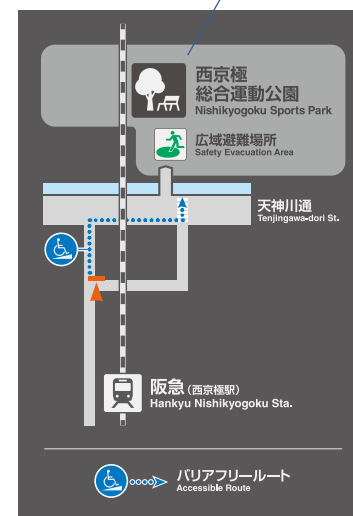 西京極
総合運動公園
Nishikyogoku Sports Park
広域避難場所
Safety Evacuation Area
天神川通
Tenjingawa-dori St.
阪急(西京極駅)
Hankyu Nishikyogoku Sta.
バリアフリールート
Accessible Route